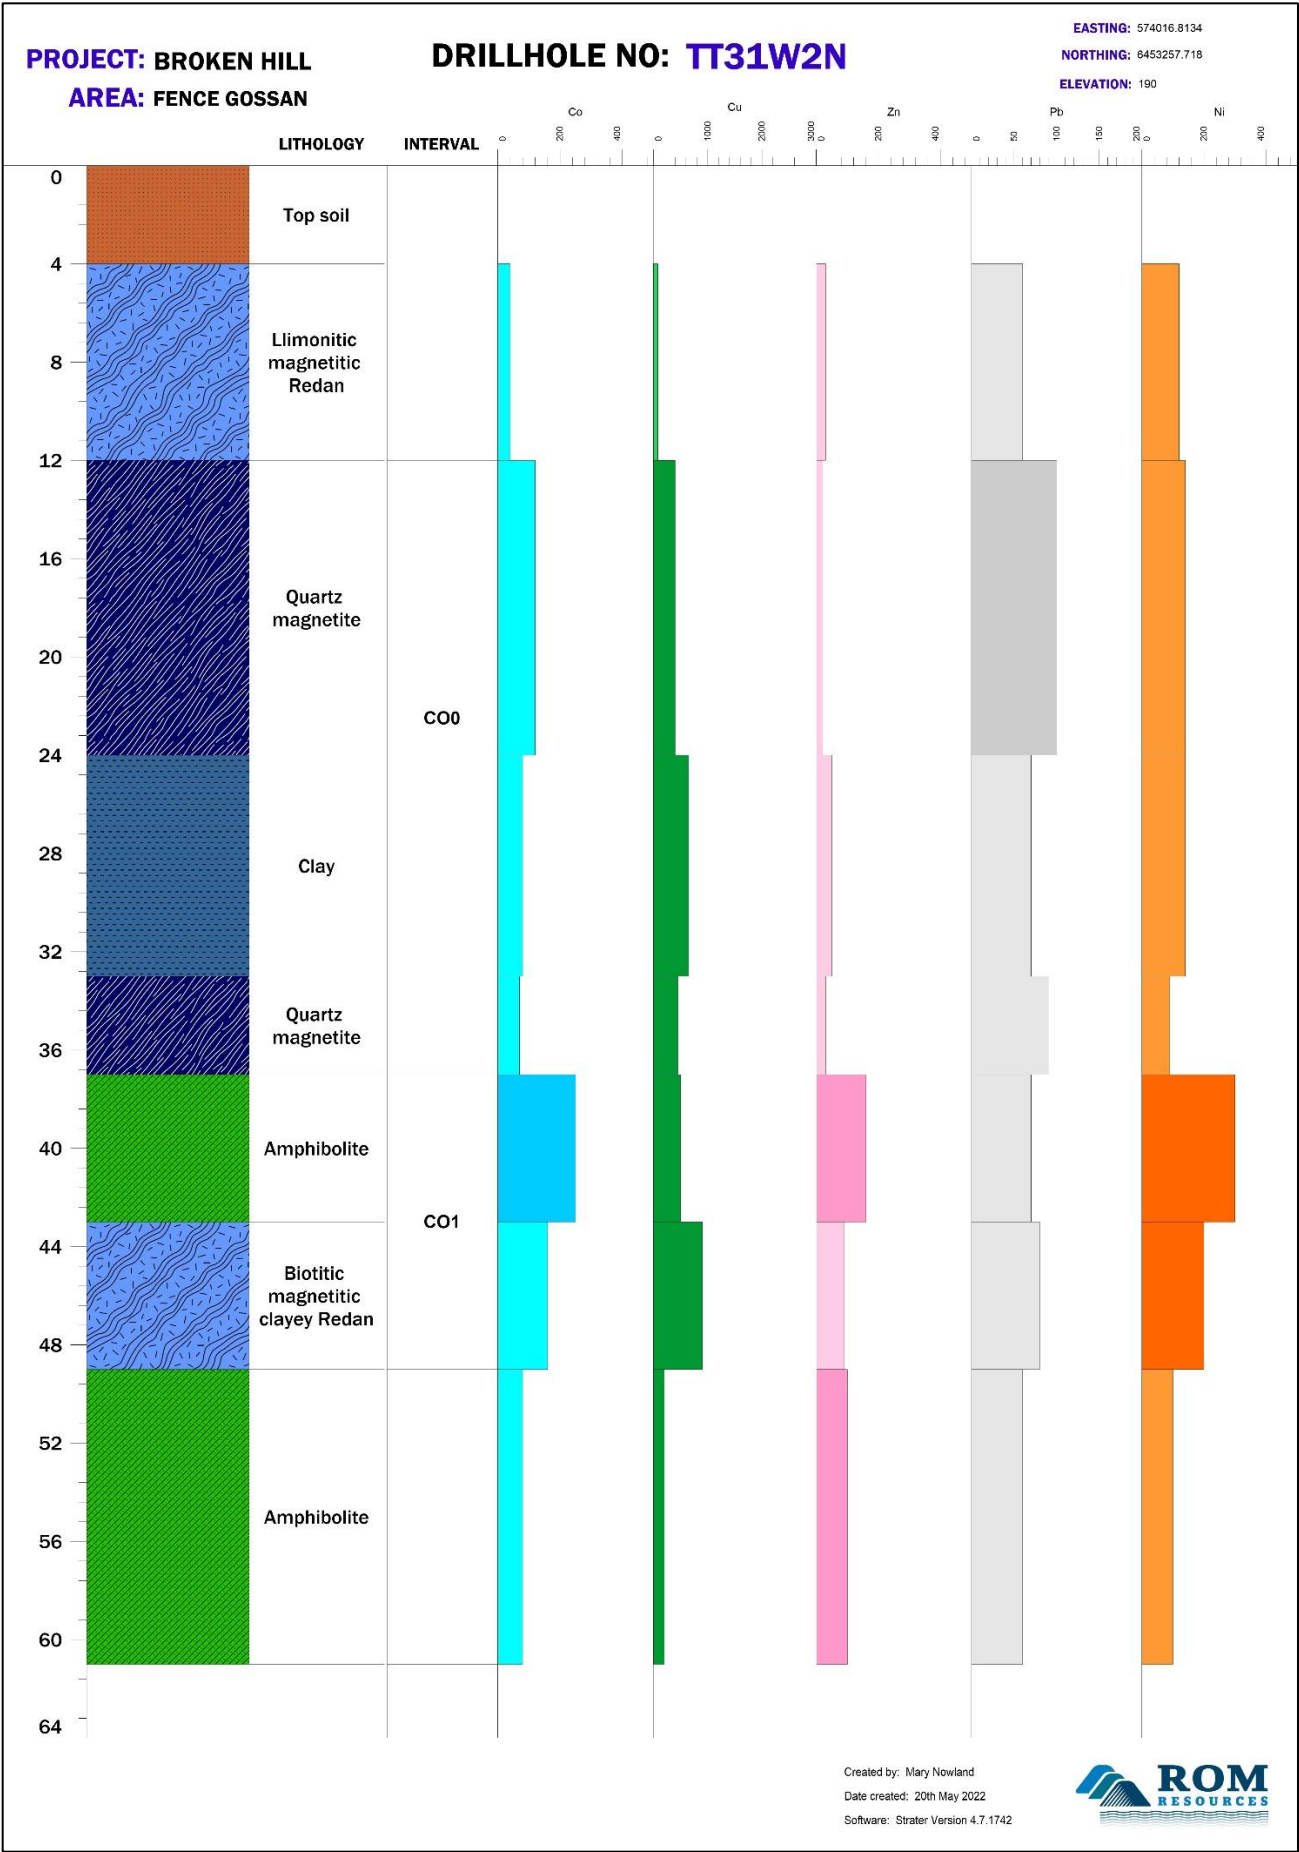 PROJECT: BROKEN HILL
AREA: FENCE GOSSAN
DRILLHOLE NO: TT31W2N
EASTING: 574016.8134
NORTHING: 6453257.718
ELEVATION: 190
LITHOLOGY
INTERVAL
Co
0 200 400
Cu
0 1000 2000 3000
Zn
0 200 400
Pb
0 50 100 150 200
Ni
0 200 400
0
Top soil
4
Llimonitic
magnetitic
Redan
8
12
16
Quartz
magnetite
20
CO0
24
28
Clay
32
Quartz
magnetite
36
40
Amphibolite
CO1
44
Biotitic
magnetitic
clayey Redan
48
52
Amphibolite
56
60
64
Created by: Mary Nowland
Date created: 20th May 2022
Software: Strater Version 4.7.1742
ROM
RESOURCES